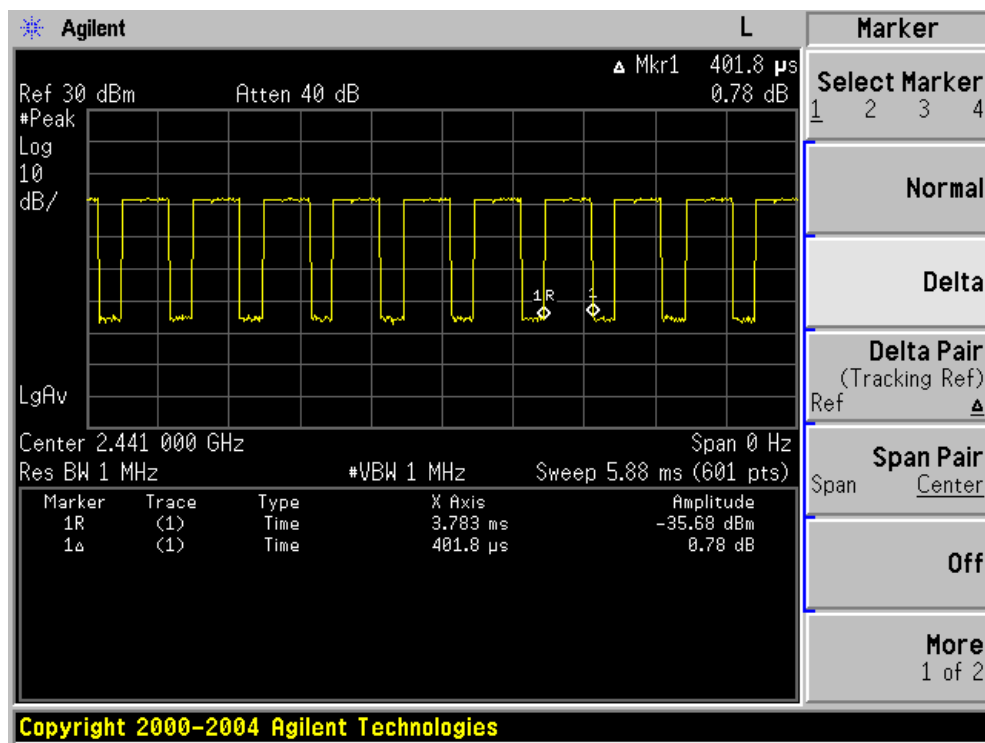 Agilent
L
Δ Mkr1 401.8 µs
Ref 30 dBm Atten 40 dB 0.78 dB
#Peak
Log
10
dB/
1R 1
LgAv
Center 2.441 000 GHz Span 0 Hz
Res BW 1 MHz #VBW 1 MHz Sweep 5.88 ms (601 pts)
Marker Trace Type X Axis Amplitude
1R (1) Time 3.783 ms -35.68 dBm
1Δ (1) Time 401.8 µs 0.78 dB
Marker
Select Marker
1 2 3 4
Normal
Delta
Delta Pair
(Tracking Ref)
Ref Δ
Span Pair
Span Center
Off
More
1 of 2
Copyright 2000-2004 Agilent Technologies